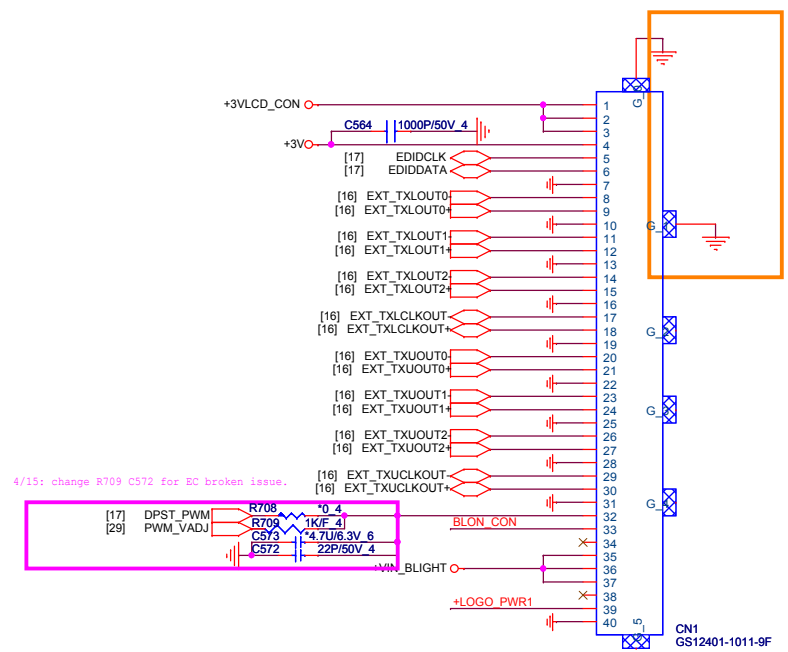 G_0
+3VLCD_CON
1
2
C564 1000P/50V_4
3
+3V
4
[17] EDIDCLK
5
[17] EDIDDATA
6
7
[16] EXT_TXLOUT0-
8
[16] EXT_TXLOUT0+
9
10
G_1
[16] EXT_TXLOUT1-
11
[16] EXT_TXLOUT1+
12
13
[16] EXT_TXLOUT2-
14
[16] EXT_TXLOUT2+
15
16
[16] EXT_TXLCLKOUT-
17
[16] EXT_TXLCLKOUT+
18
G_2
19
[16] EXT_TXUOUT0-
20
[16] EXT_TXUOUT0+
21
22
[16] EXT_TXUOUT1-
23
[16] EXT_TXUOUT1+
24
G_3
25
[16] EXT_TXUOUT2-
26
[16] EXT_TXUOUT2+
27
28
[16] EXT_TXUCLKOUT-
29
4/15: change R709 C572 for EC broken issue.
[16] EXT_TXUCLKOUT+
30
31
G_4
[17] DPST_PWM R708 *0_4
32
[29] PWM_VADJ R709 1K/F_4
BLON_CON
33
C573 *4.7U/6.3V_6
34
C572 22P/50V_4
35
+VIN_BLIGHT
36
37
38
+LOGO_PWR1
39
40
G_5
CN1
GS12401-1011-9F